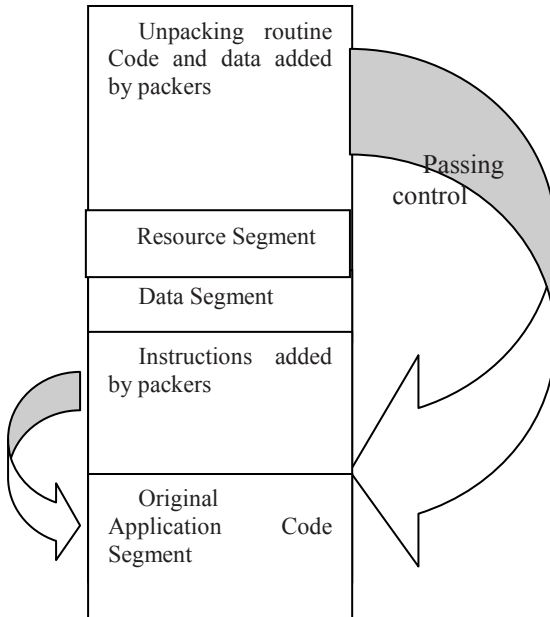 Unpacking routine
Code and data added
by packers
Passing
control
Resource Segment
Data Segment
Instructions added
by packers
Original
Application Code
Segment